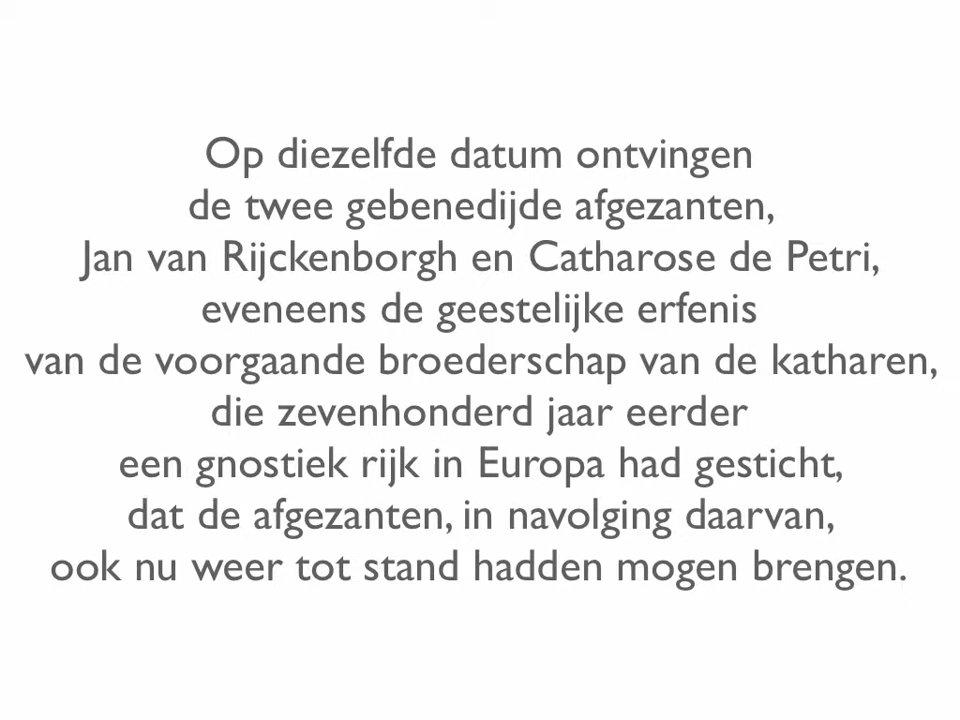 Op diezelfde datum ontvingen
de twee gebenedijde afgezanten,
Jan van Rijckenborgh en Catharose de Petri,
eveneens de geestelijke erfenis
van de voorgaande broederschap van de katharen,
die zevenhonderd jaar eerder
een gnostiek rijk in Europa had gesticht,
dat de afgezanten, in navolging daarvan,
ook nu weer tot stand hadden mogen brengen.